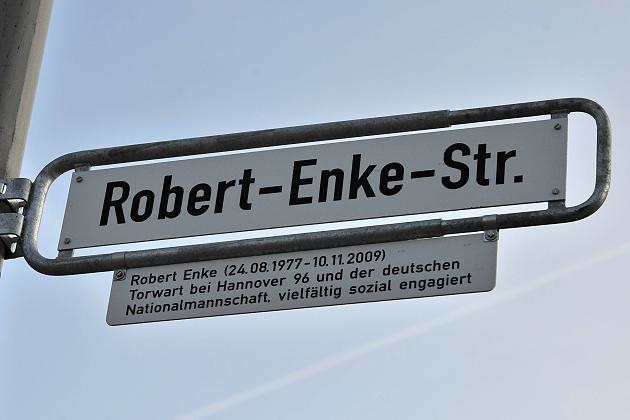 Robert-Enke-Str.
Robert Enke (24.08.1977-10.11.2009)
Torwart bei Hannover 96 und der deutschen
Nationalmannschaft, vielfältig sozial engagiert